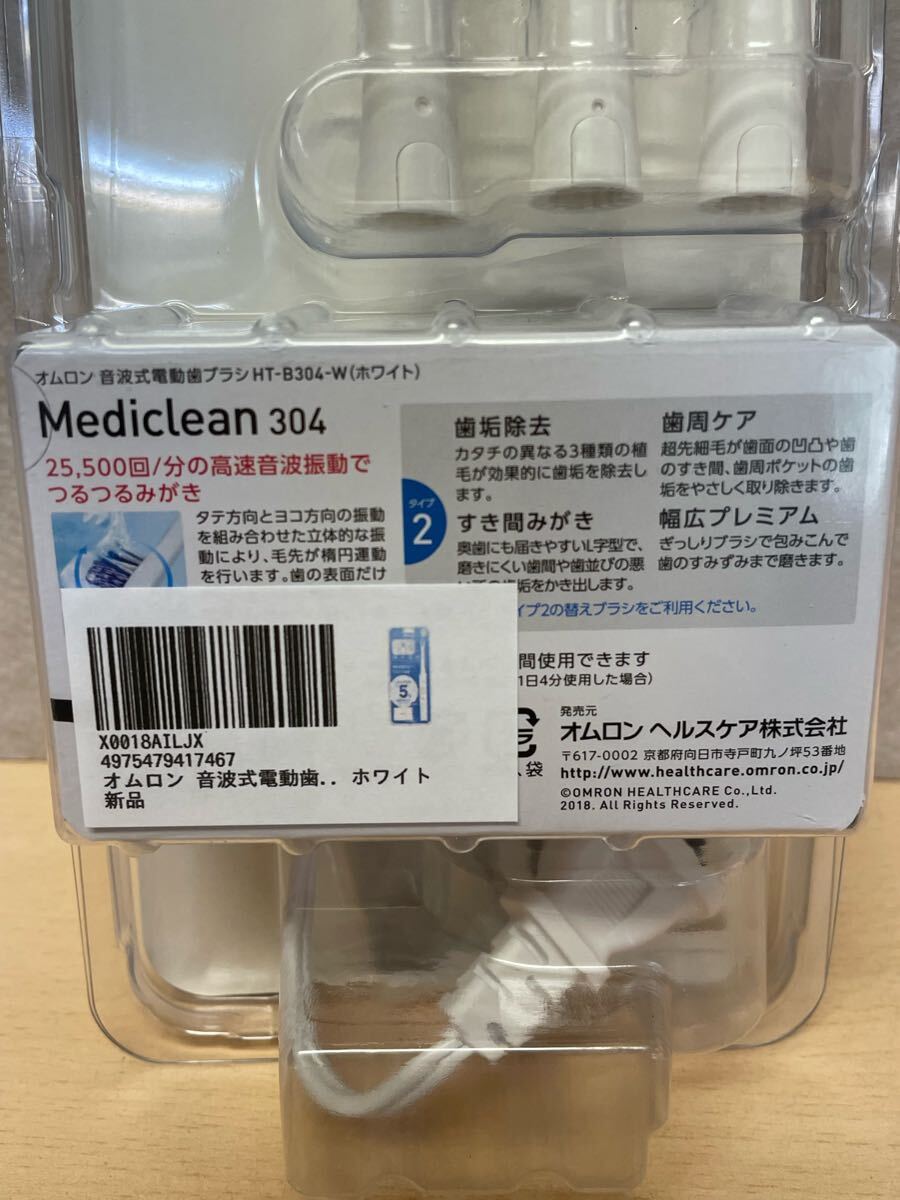 オムロン 音波式電動歯ブラシ HT-B304-W(ホワイト)
Mediclean 304
25,500回/分の高速音波振動で
つるつるみがき
タテ方向とヨコ方向の振動
を組み合わせた立体的な振
動により、毛先が楕円運動
を行います。歯の表面だけ
タイプ
2
歯垢除去
カタチの異なる3種類の植
毛が効果的に歯垢を除去し
ます。
歯周ケア
超先細毛が歯面の凹凸や歯
のすき間、歯周ポケットの歯
垢をやさしく取り除きます。
すき間みがき
奥歯にも届きやすいL字型で、
磨きにくい歯間や歯並びの悪
歯垢をかき出します。
幅広プレミアム
ぎっしりブラシで包みこんで
歯のすみずみまで磨きます。
イプ2の替えブラシをご利用ください。
間使用できます
1日4分使用した場合)
袋
発売元
オムロン ヘルスケア株式会社
〒617-0002 京都府向日市寺戸町九ノ坪53番地
http://www.healthcare.omron.co.jp/
©OMRON HEALTHCARE Co.,Ltd.
2018. All Rights Reserved.
5
X0018AILJX
4975479417467
オムロン 音波式電動歯.. ホワイト
新品